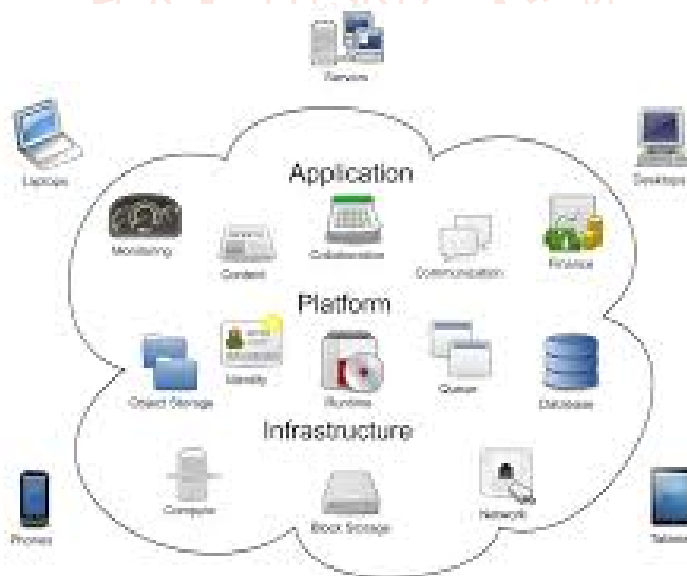 Servers
Laptops
Desktops
Application
Monitoring
Content
Collaboration
Communication
Finance
Platform
Object Storage
Identity
Runtime
Queue
Database
Infrastructure
Compute
Block Storage
Network
Phones
Tablets